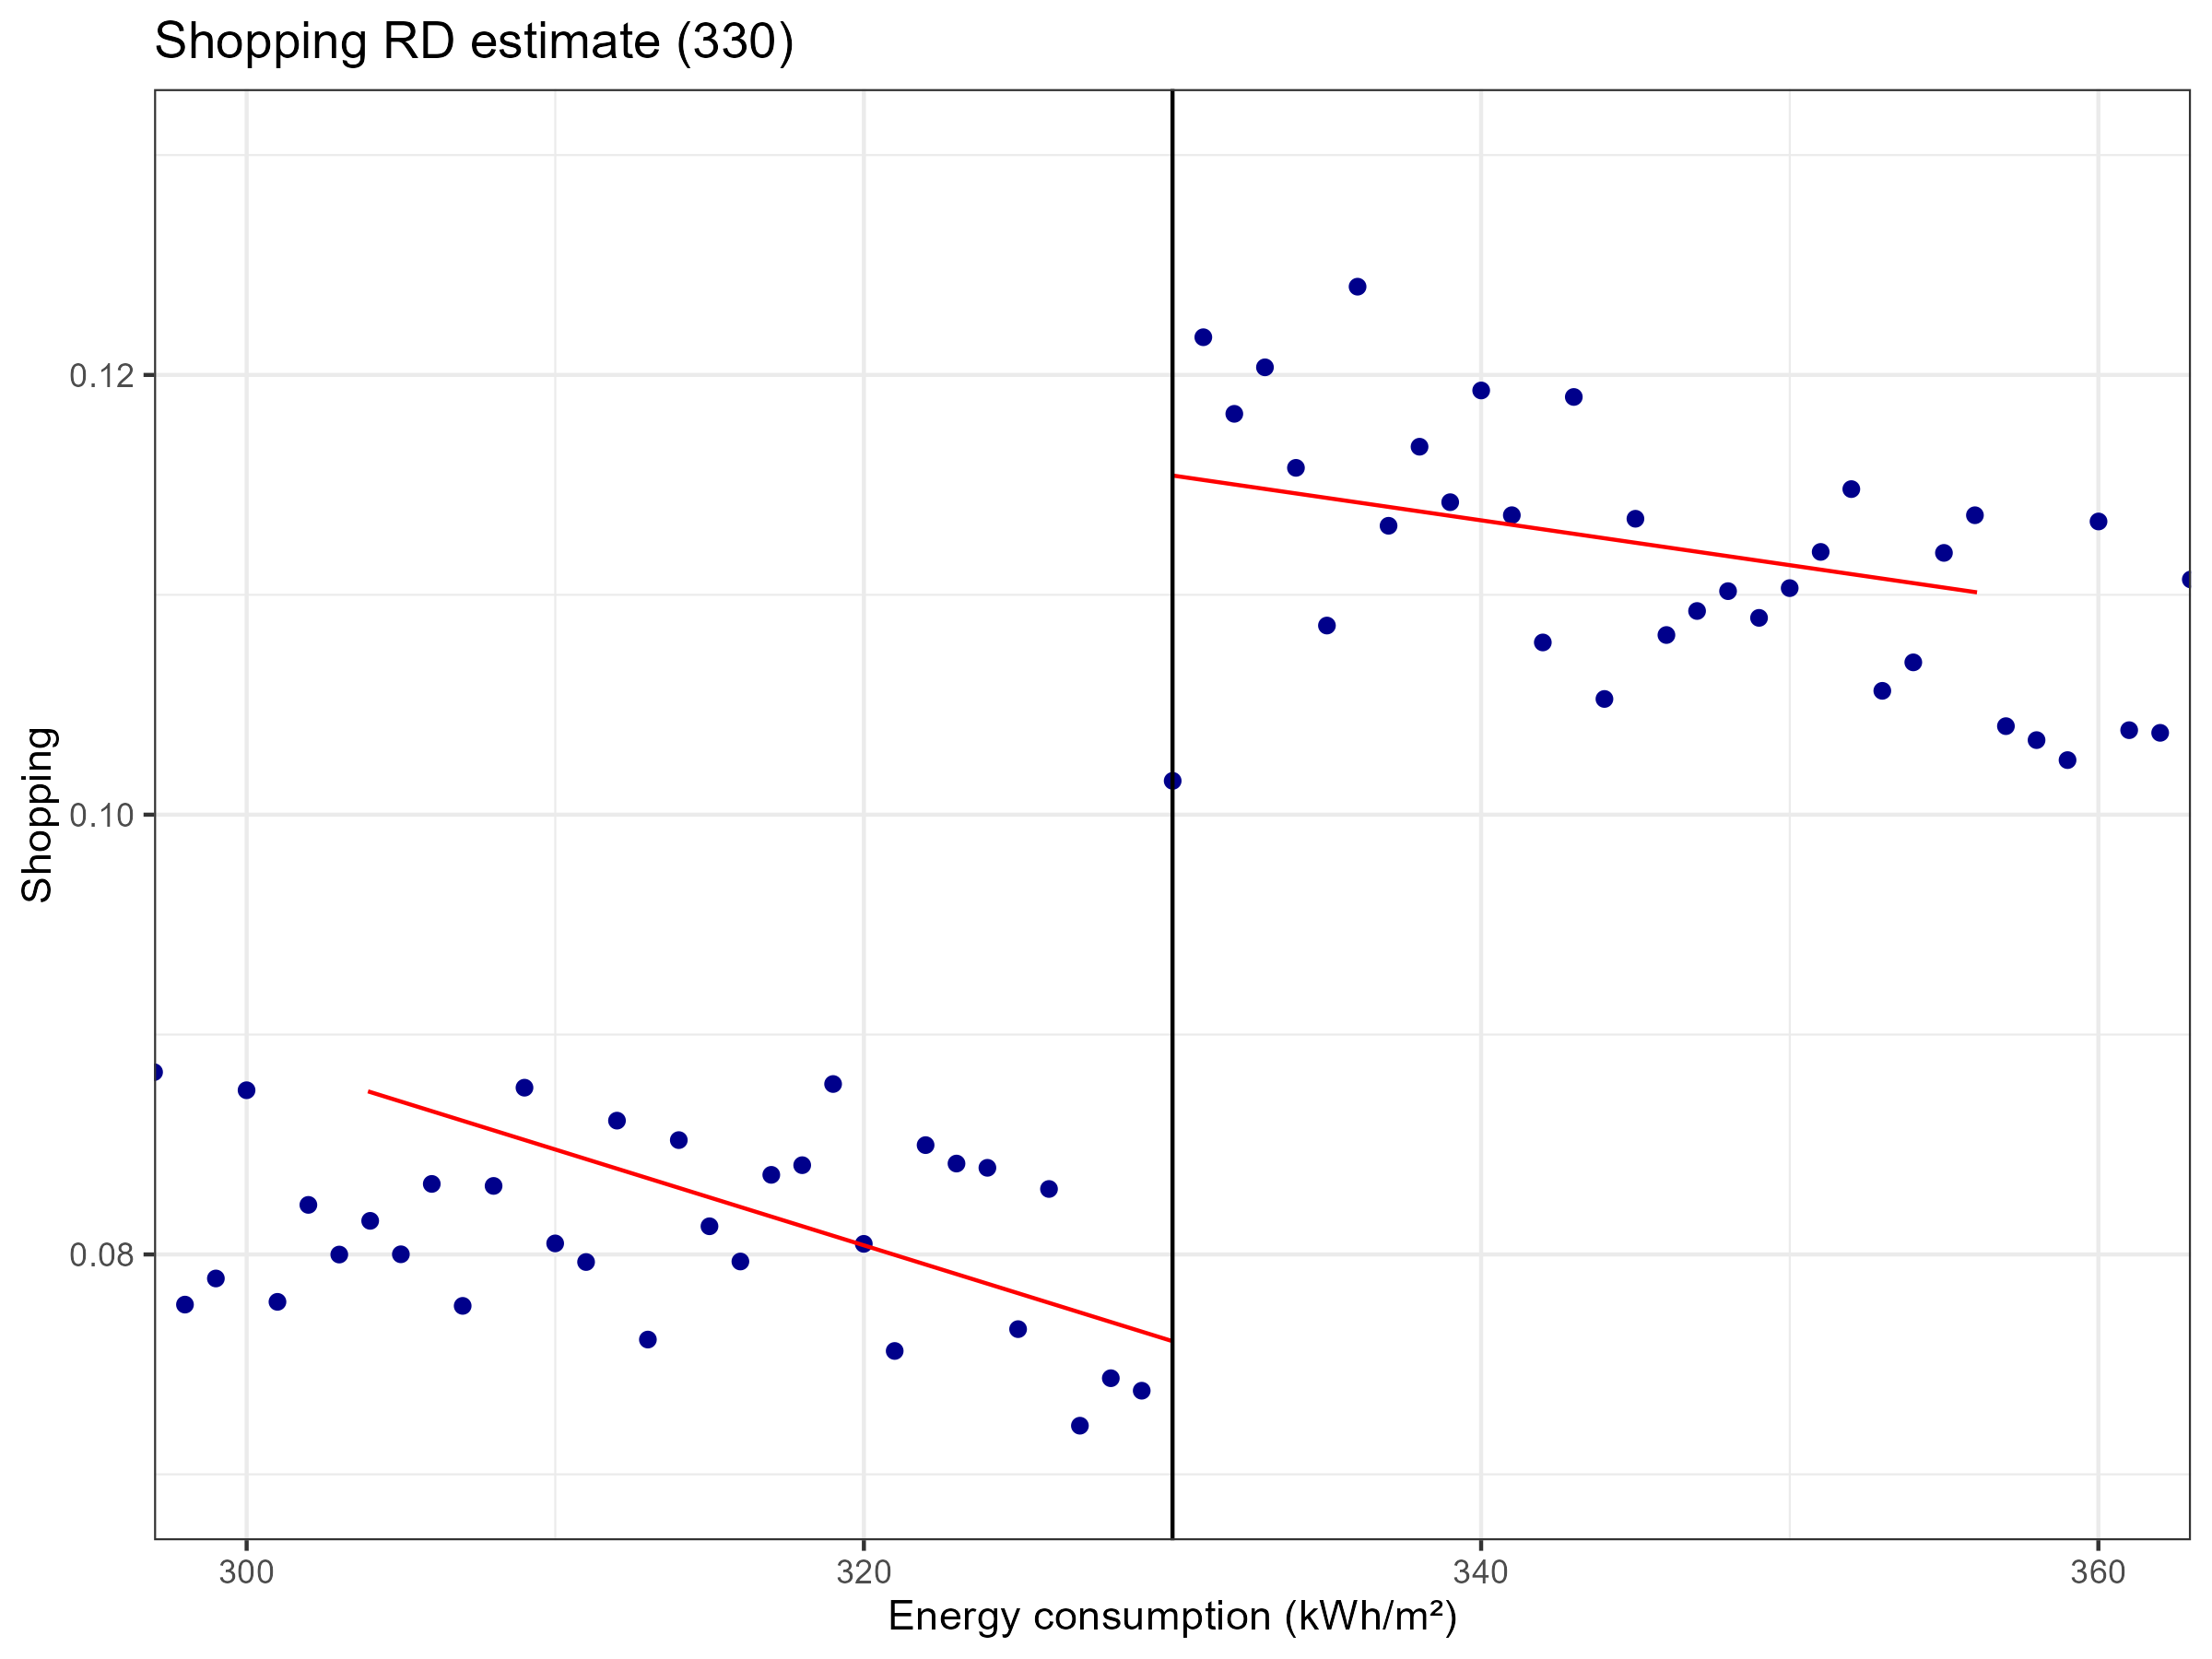 Shopping RD estimate (330)
Shopping
0.12
0.10
0.08
300
320
340
360
Energy consumption (kWh/m²)